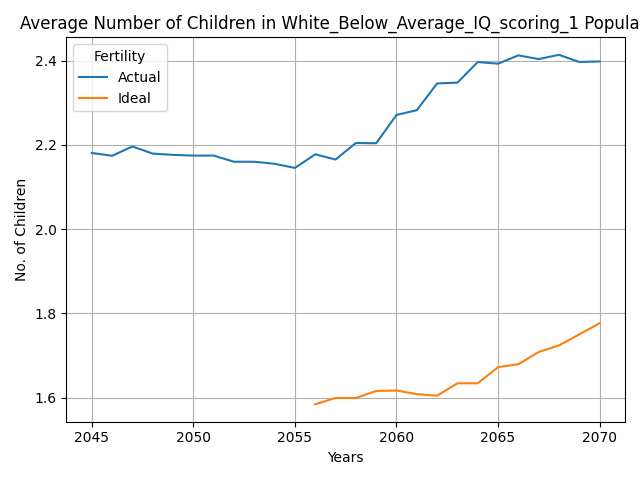 Average Number of Children in White_Below_Average_IQ_scoring_1 Popula
Fertility
Actual
Ideal
No. of Children
2.4
2.2
2.0
1.8
1.6
2045 2050 2055 2060 2065 2070
Years